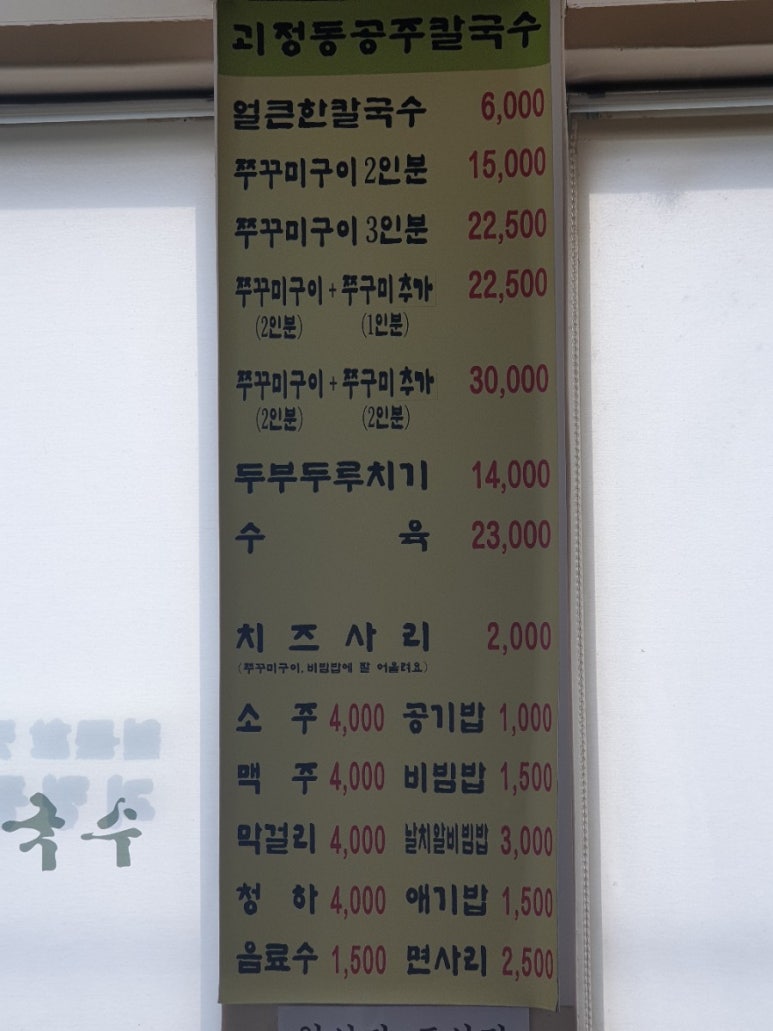 괴정동공주칼국수
얼큰한칼국수 6,000
쭈꾸미구이 2인분 15,000
쭈꾸미구이 3인분 22,500
쭈꾸미구이 + 쭈구미 추가 22,500
(2인분) (1인분)
쭈꾸미구이 + 쭈구미 추가 30,000
(2인분) (2인분)
두부두루치기 14,000
수 육 23,000
치 즈 사 리 2,000
(쭈꾸미구이, 비빔밥에 잘 어울려요)
소 주 4,000 공기밥 1,000
맥 주 4,000 비빔밥 1,500
막걸리 4,000 날치알비빔밥 3,000
청 하 4,000 애기밥 1,500
음료수 1,500 면사리 2,500
국수